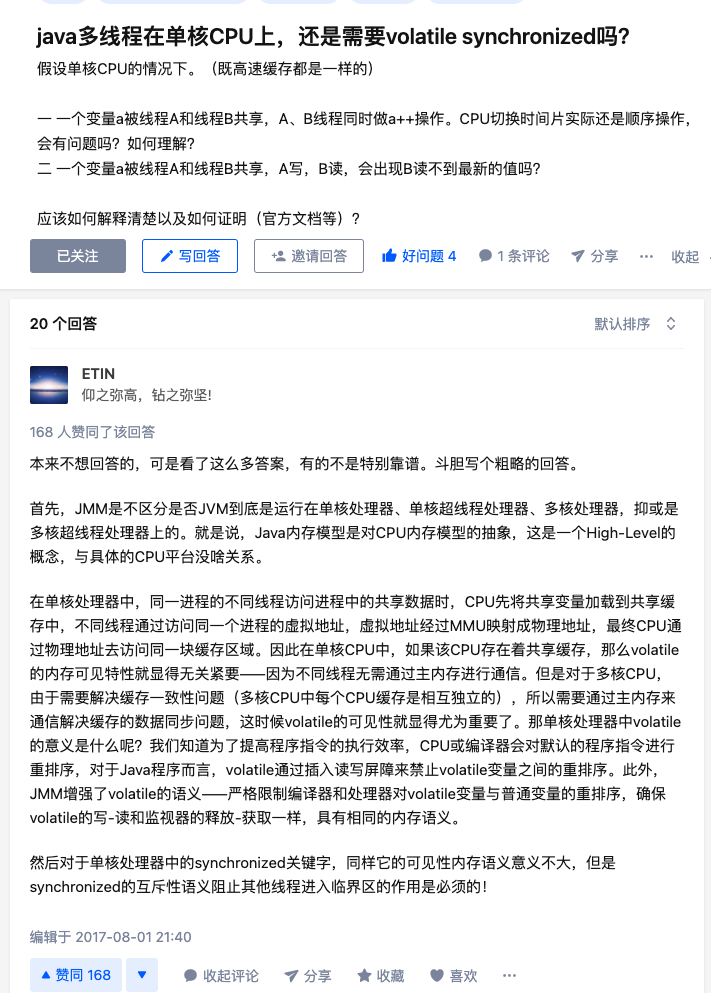 java多线程在单核CPU上，还是需要volatile synchronized吗?
假设单核CPU的情况下。（既高速缓存都是一样的）
一 一个变量a被线程A和线程B共享，A、B线程同时做a++操作。CPU切换时间片实际还是顺序操作，
会有问题吗？如何理解?
二 一个变量a被线程A和线程B共享，A写，B读，会出现B读不到最新的值吗?
应该如何解释清楚以及如何证明（官方文档等）?
已关注 写回答 邀请回答 好问题 4 1 条评论 分享 ··· 收起
20 个回答 默认排序
ETIN
仰之弥高，钻之弥坚!
168 人赞同了该回答
本来不想回答的，可是看了这么多答案，有的不是特别靠谱。斗胆写个粗略的回答。
首先，JMM是不区分是否JVM到底是运行在单核处理器、单核超线程处理器、多核处理器，抑或是
多核超线程处理器上的。就是说，Java内存模型是对CPU内存模型的抽象，这是一个High-Level的
概念，与具体的CPU平台没啥关系。
在单核处理器中，同一进程的不同线程访问进程中的共享数据时，CPU先将共享变量加载到共享缓
存中，不同线程通过访问同一个进程的虚拟地址，虚拟地址经过MMU映射成物理地址，最终CPU通
过物理地址去访问同一块缓存区域。因此在单核CPU中，如果该CPU存在着共享缓存，那么volatile
的内存可见特性就显得无关紧要——因为不同线程无需通过主内存进行通信。但是对于多核CPU，
由于需要解决缓存一致性问题（多核CPU中每个CPU缓存是相互独立的）, 所以需要通过主内存来
通信解决缓存的数据同步问题，这时候volatile的可见性就显得尤为重要了。那单核处理器中volatile
的意义是什么呢？我们知道为了提高程序指令的执行效率，CPU或编译器会对默认的程序指令进行
重排序，对于Java程序而言，volatile通过插入读写屏障来禁止volatile变量之间的重排序。此外，
JMM增强了volatile的语义——严格限制编译器和处理器对volatile变量与普通变量的重排序，确保
volatile的写-读和监视器的释放-获取一样，具有相同的内存语义。
然后对于单核处理器中的synchronized关键字，同样它的可见性内存语义意义不大，但是
synchronized的互斥性语义阻止其他线程进入临界区的作用是必须的！
编辑于 2017-08-01 21:40
赞同 168 收起评论 分享 收藏 喜欢 ···